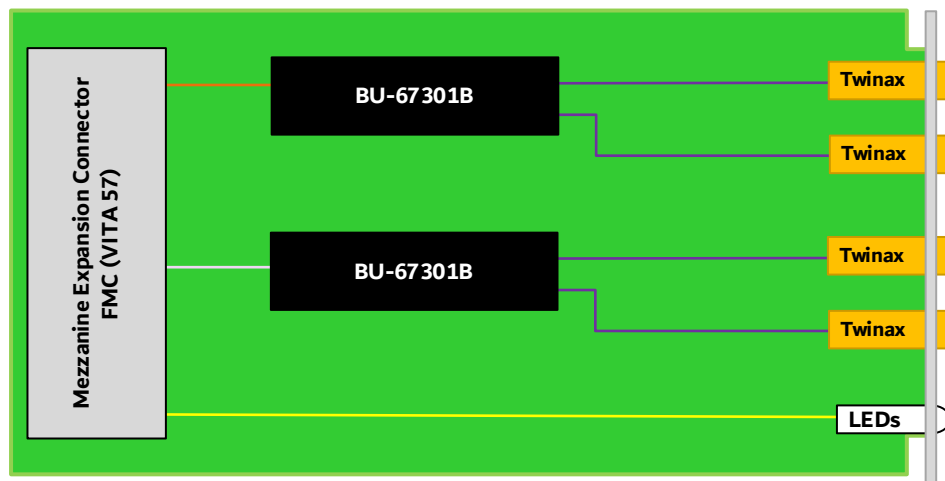 Mezzanine Expansion Connector
FMC (VITA 57)
BU-67301B
Twinax
Twinax
BU-67301B
Twinax
Twinax
LEDs